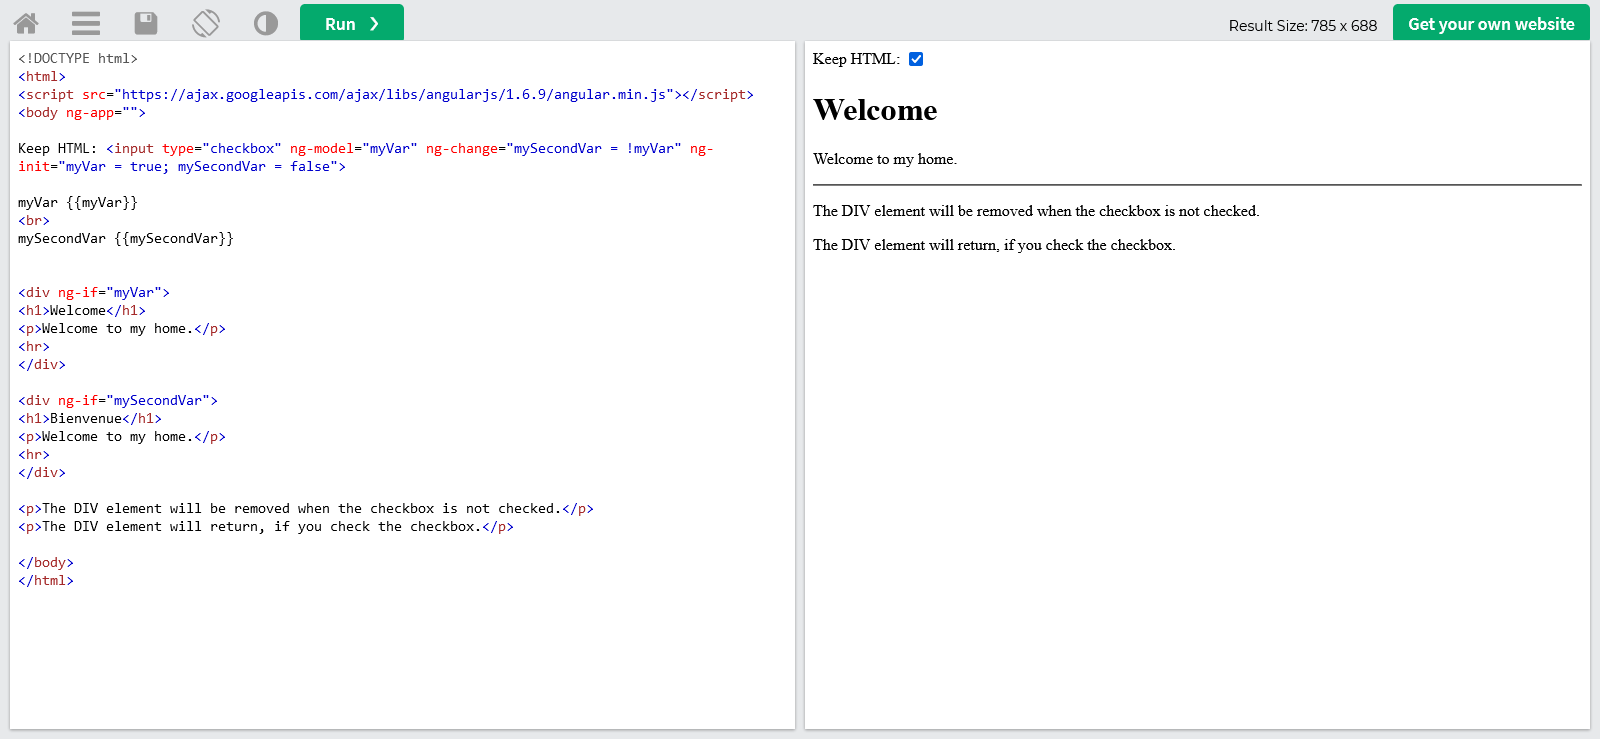 Run ❯
Result Size: 785 x 688
Get your own website
<!DOCTYPE html>
<html>
<script src="https://ajax.googleapis.com/ajax/libs/angularjs/1.6.9/angular.min.js"></script>
<body ng-app="">
Keep HTML: <input type="checkbox" ng-model="myVar" ng-change="mySecondVar = !myVar" ng-
init="myVar = true; mySecondVar = false">
myVar {{myVar}}
<br>
mySecondVar {{mySecondVar}}
<div ng-if="myVar">
<h1>Welcome</h1>
<p>Welcome to my home.</p>
<hr>
</div>
<div ng-if="mySecondVar">
<h1>Bienvenue</h1>
<p>Welcome to my home.</p>
<hr>
</div>
<p>The DIV element will be removed when the checkbox is not checked.</p>
<p>The DIV element will return, if you check the checkbox.</p>
</body>
</html>
Keep HTML:
Welcome
Welcome to my home.
The DIV element will be removed when the checkbox is not checked.
The DIV element will return, if you check the checkbox.